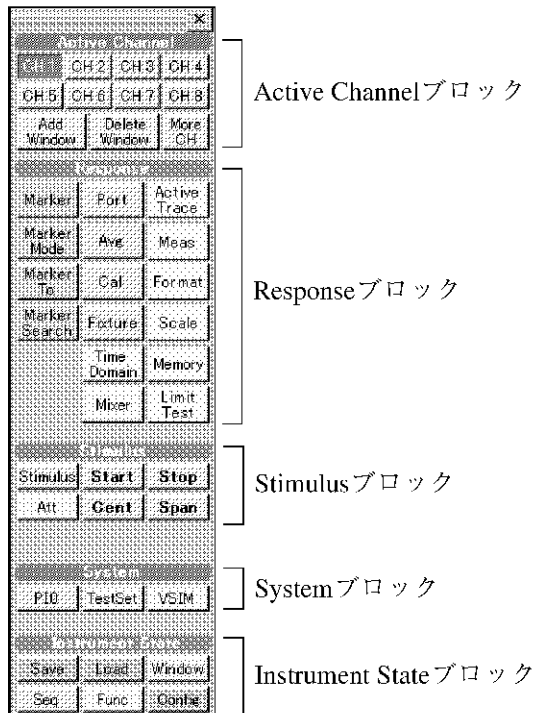 ×
Active Channel
CH 1 CH 2 CH 3 CH 4
CH 5 CH 6 CH 7 CH 8
Add Window Delete Window More CH
Active Channelブロック
Response
Marker Port Active Trace
Marker Mode Avg Meas
Marker To Cal Format
Marker Search Fixture Scale
Time Domain Memory
Mixer Limit Test
Responseブロック
Stimulus
Stimulus Start Stop
Att Cent Span
Stimulusブロック
System
PIO TestSet VSIM
Systemブロック
Instrument State
Save Load Window
Seq Func Config
Instrument Stateブロック